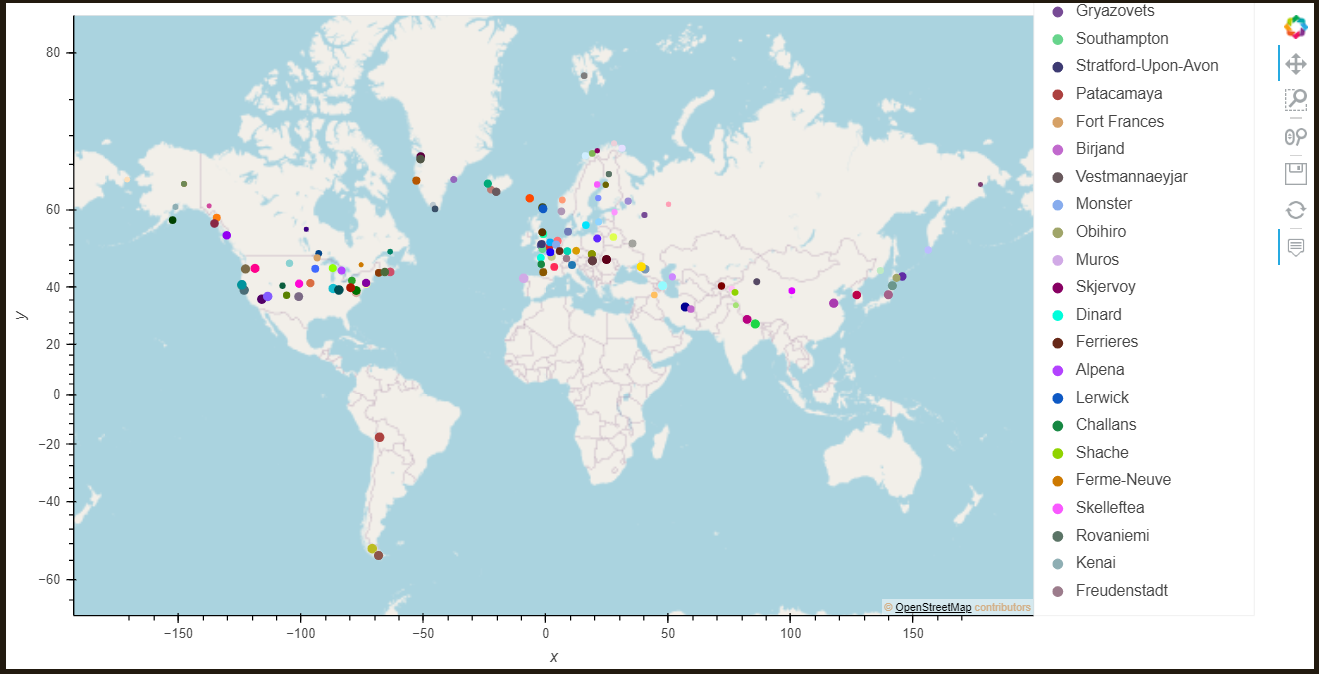 Gryazovets
Southampton
Stratford-Upon-Avon
Patacamaya
Fort Frances
Birjand
Vestmannaeyjar
Monster
Obihiro
Muros
Skjervoy
Dinard
Ferrieres
Alpena
Lerwick
Challans
Shache
Ferme-Neuve
Skelleftea
Rovaniemi
Kenai
Freudenstadt
80
60
40
20
0
−20
−40
−60
y
© OpenStreetMap contributors
−150 −100 −50 0 50 100 150
x